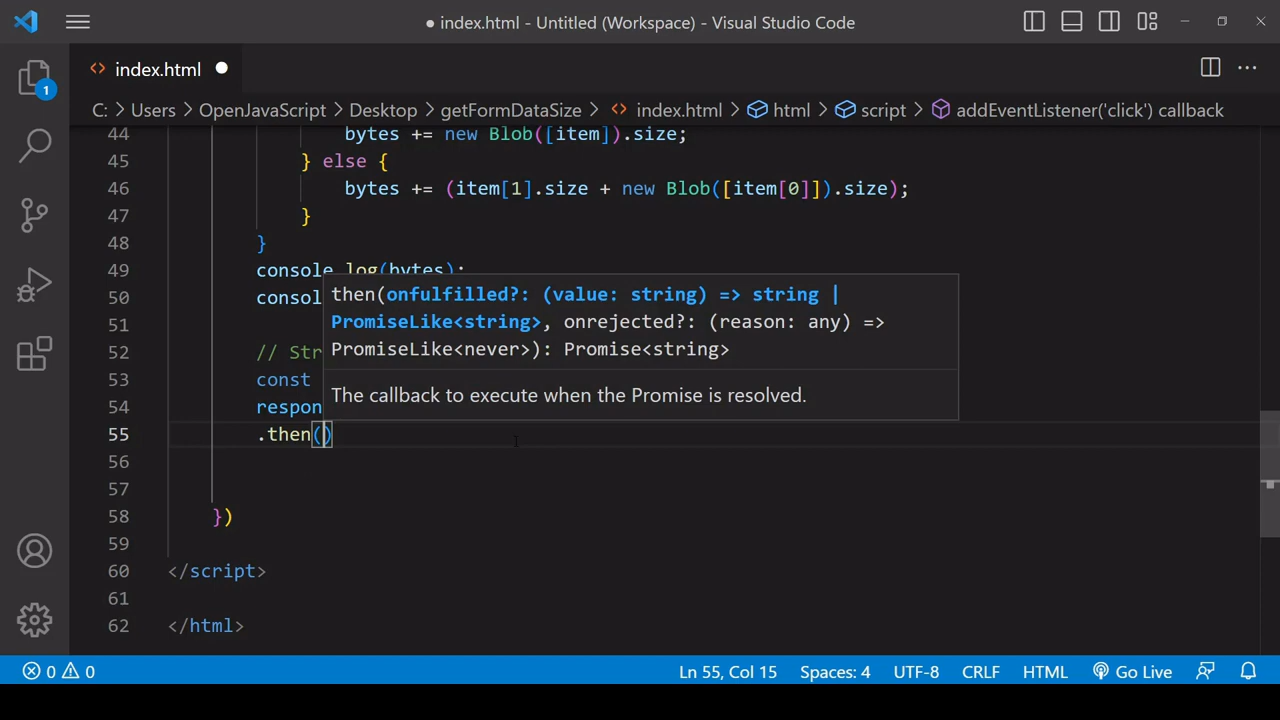 ● index.html - Untitled (Workspace) - Visual Studio Code
1
index.html
C: > Users > OpenJavaScript > Desktop > getFormDataSize > index.html > html > script > addEventListener('click') callback
44 bytes += new Blob([item]).size;
45 } else {
46 bytes += (item[1].size + new Blob([item[0]]).size);
47 }
48 }
49 console.log(bytes);
then(onfulfilled?: (value: string) => string |
50 consol
PromiseLike<string>, onrejected?: (reason: any) =>
51
PromiseLike<never>): Promise<string>
52 // Str
53 const
The callback to execute when the Promise is resolved.
54 respon
55 .then()
56
57
58 })
59
60 </script>
61
62 </html>
0 0 Ln 55, Col 15 Spaces: 4 UTF-8 CRLF HTML Go Live